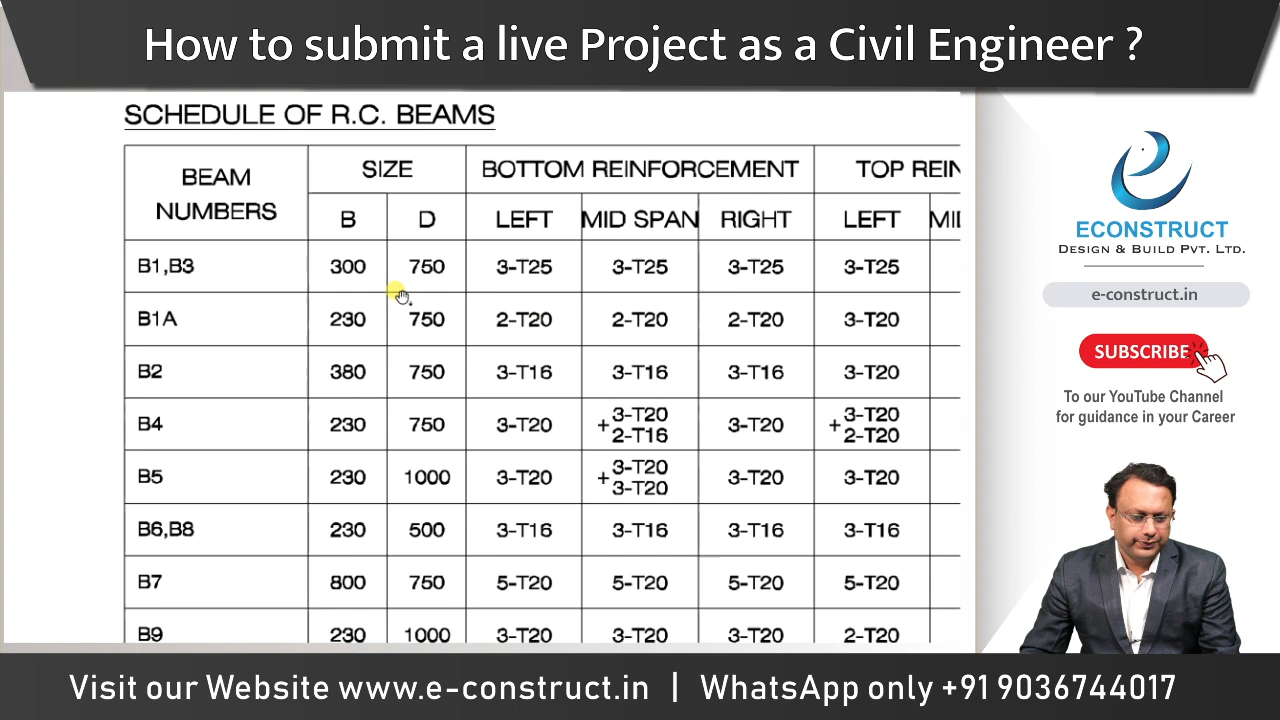 How to submit a live Project as a Civil Engineer ?
SCHEDULE OF R.C. BEAMS
BEAM NUMBERS SIZE BOTTOM REINFORCEMENT TOP REIN
B D LEFT MID SPAN RIGHT LEFT
B1,B3 300 750 3-T25 3-T25 3-T25 3-T25
B1A 230 750 2-T20 2-T20 2-T20 3-T20
B2 380 750 3-T16 3-T16 3-T16 3-T20
B4 230 750 3-T20 3-T20 + 2-T16 3-T20 3-T20 + 2-T20
B5 230 1000 3-T20 3-T20 + 3-T20 3-T20 3-T20
B6,B8 230 500 3-T16 3-T16 3-T16 3-T16
B7 800 750 5-T20 5-T20 5-T20 5-T20
B9 230 1000 3-T20 3-T20 3-T20 2-T20
ECONSTRUCT
DESIGN & BUILD PVT. LTD.
e-construct.in
SUBSCRIBE
To our YouTube Channel
for guidance in your Career
Visit our Website www.e-construct.in | WhatsApp only +91 9036744017